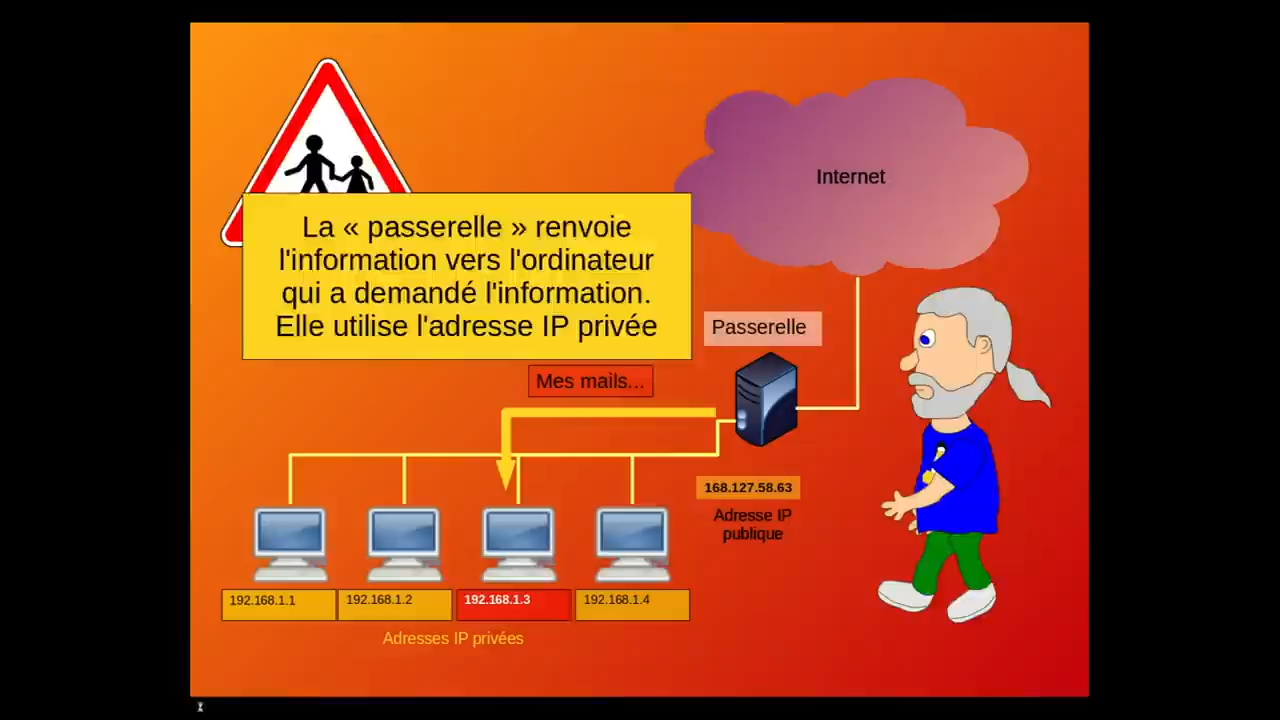 Internet
La « passerelle » renvoie
l'information vers l'ordinateur
qui a demandé l'information.
Elle utilise l'adresse IP privée
Passerelle
Mes mails...
168.127.58.63
Adresse IP
publique
192.168.1.1
192.168.1.2
192.168.1.3
192.168.1.4
Adresses IP privées